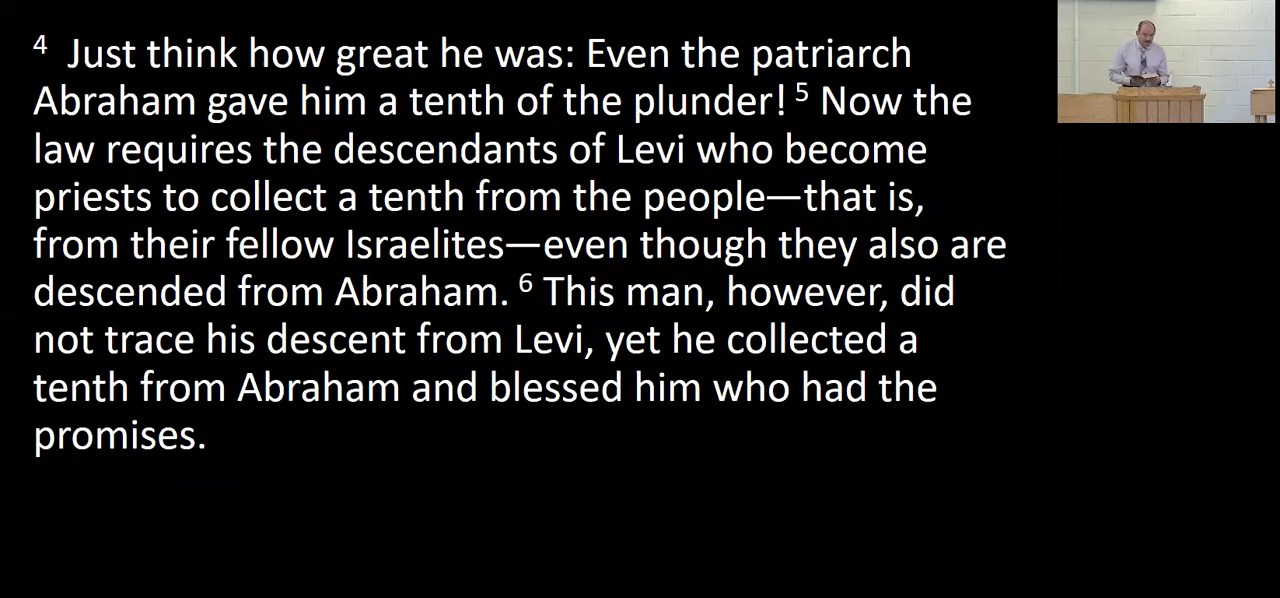 4 Just think how great he was: Even the patriarch
Abraham gave him a tenth of the plunder! 5 Now the
law requires the descendants of Levi who become
priests to collect a tenth from the people—that is,
from their fellow Israelites—even though they also are
descended from Abraham. 6 This man, however, did
not trace his descent from Levi, yet he collected a
tenth from Abraham and blessed him who had the
promises.